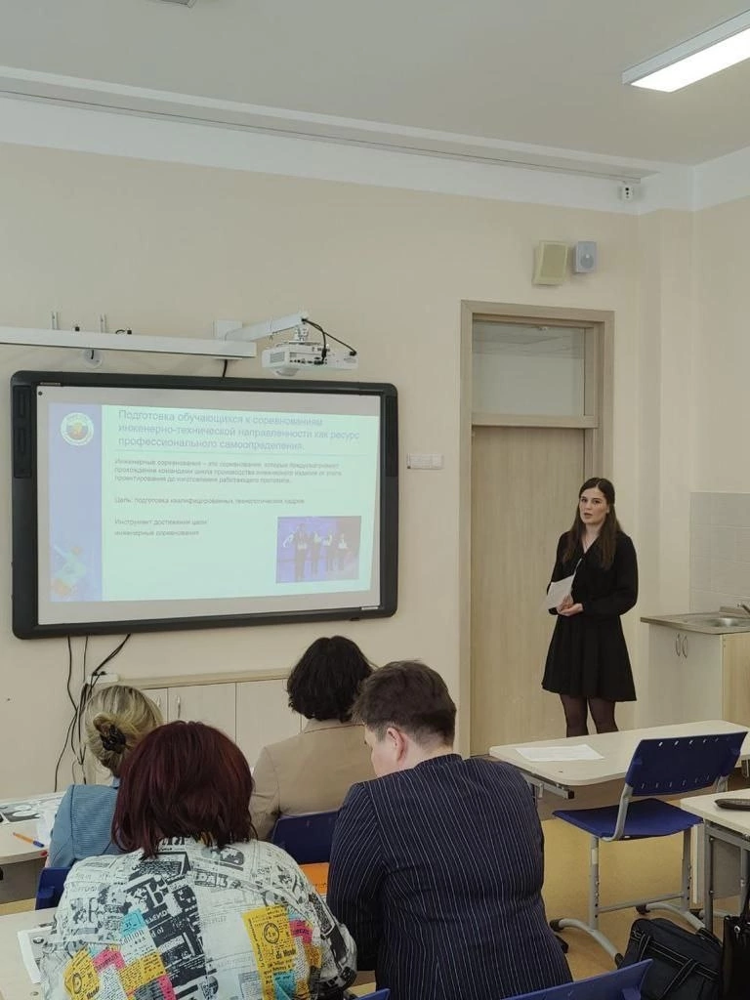 Подготовка обучающихся к соревнованиям
инженерно-технической направленности как ресурс
профессионального самоопределения.
Инженерные соревнования – это соревнования, которые предусматривают
прохождение командами цикла производства инженерного изделия от этапа
проектирования до изготовления работающего прототипа.
Цель: подготовка квалифицированных, технологических, кадров
Инструмент достижения цели
инженерные соревнования